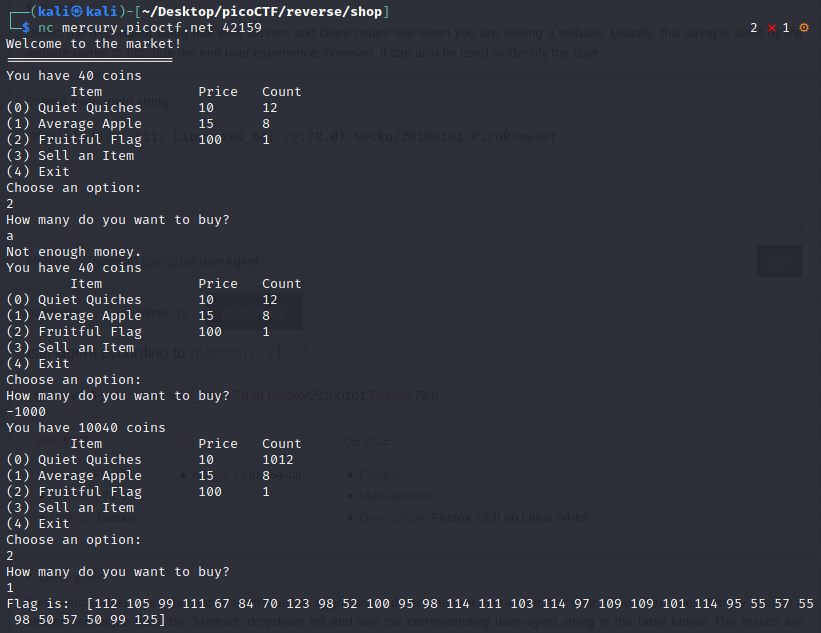 (kali㉿kali)-[~/Desktop/picoCTF/reverse/shop]
$ nc mercury.picoctf.net 42159 2 ⨯ 1 ⚙
Welcome to the market!
=====================
You have 40 coins
Item Price Count
(0) Quiet Quiches 10 12
(1) Average Apple 15 8
(2) Fruitful Flag 100 1
(3) Sell an Item
(4) Exit
Choose an option:
2
How many do you want to buy?
a
Not enough money.
You have 40 coins
Item Price Count
(0) Quiet Quiches 10 12
(1) Average Apple 15 8
(2) Fruitful Flag 100 1
(3) Sell an Item
(4) Exit
Choose an option:
How many do you want to buy?
-1000
You have 10040 coins
Item Price Count
(0) Quiet Quiches 10 1012
(1) Average Apple 15 8
(2) Fruitful Flag 100 1
(3) Sell an Item
(4) Exit
Choose an option:
2
How many do you want to buy?
1
Flag is: [112 105 99 111 67 84 70 123 98 52 100 95 98 114 111 103 114 97 109 109 101 114 95 55 57 55
98 50 57 50 99 125]